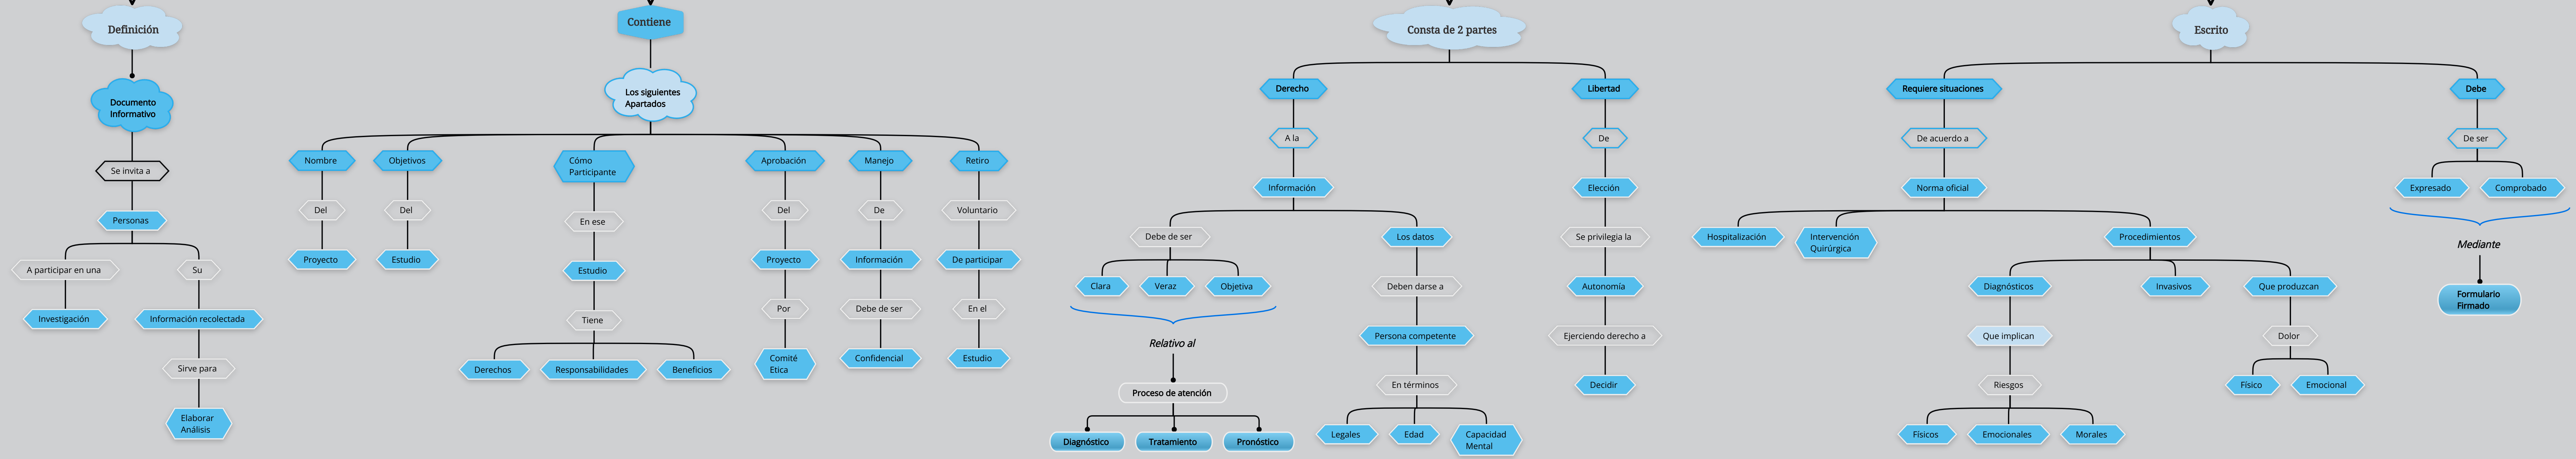 Definición
Documento
Informativo
Se invita a
Personas
A participar en una
Investigación
Su
Información recolectada
Sirve para
Elaborar
Análisis
Contiene
Los siguientes
Apartados
Nombre
Del
Proyecto
Objetivos
Del
Estudio
Cómo
Participante
En ese
Estudio
Tiene
Derechos
Responsabilidades
Beneficios
Aprobación
Del
Proyecto
Por
Comité
Etica
Manejo
De
Información
Debe de ser
Confidencial
Retiro
Voluntario
De participar
En el
Estudio
Consta de 2 partes
Derecho
A la
Información
Debe de ser
Clara
Veraz
Objetiva
Relativo al
Proceso de atención
Diagnóstico
Tratamiento
Pronóstico
Los datos
Deben darse a
Persona competente
En términos
Legales
Edad
Capacidad
Mental
Libertad
De
Elección
Se privilegia la
Autonomía
Ejerciendo derecho a
Decidir
Escrito
Requiere situaciones
De acuerdo a
Norma oficial
Hospitalización
Intervención
Quirúrgica
Procedimientos
Diagnósticos
Que implican
Riesgos
Físicos
Emocionales
Morales
Invasivos
Que produzcan
Dolor
Físico
Emocional
Debe
De ser
Expresado
Comprobado
Mediante
Formulario
Firmado